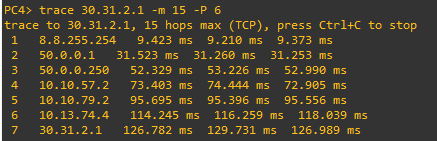 PC4> trace 30.31.2.1 -m 15 -P 6
trace to 30.31.2.1, 15 hops max (TCP), press Ctrl+C to stop
1 8.8.255.254 9.423 ms 9.210 ms 9.373 ms
2 50.0.0.1 31.523 ms 31.260 ms 31.253 ms
3 50.0.0.250 52.329 ms 53.226 ms 52.990 ms
4 10.10.57.2 73.403 ms 74.444 ms 72.905 ms
5 10.10.79.2 95.695 ms 95.396 ms 95.556 ms
6 10.13.74.4 114.245 ms 116.259 ms 118.039 ms
7 30.31.2.1 126.782 ms 129.731 ms 126.989 ms